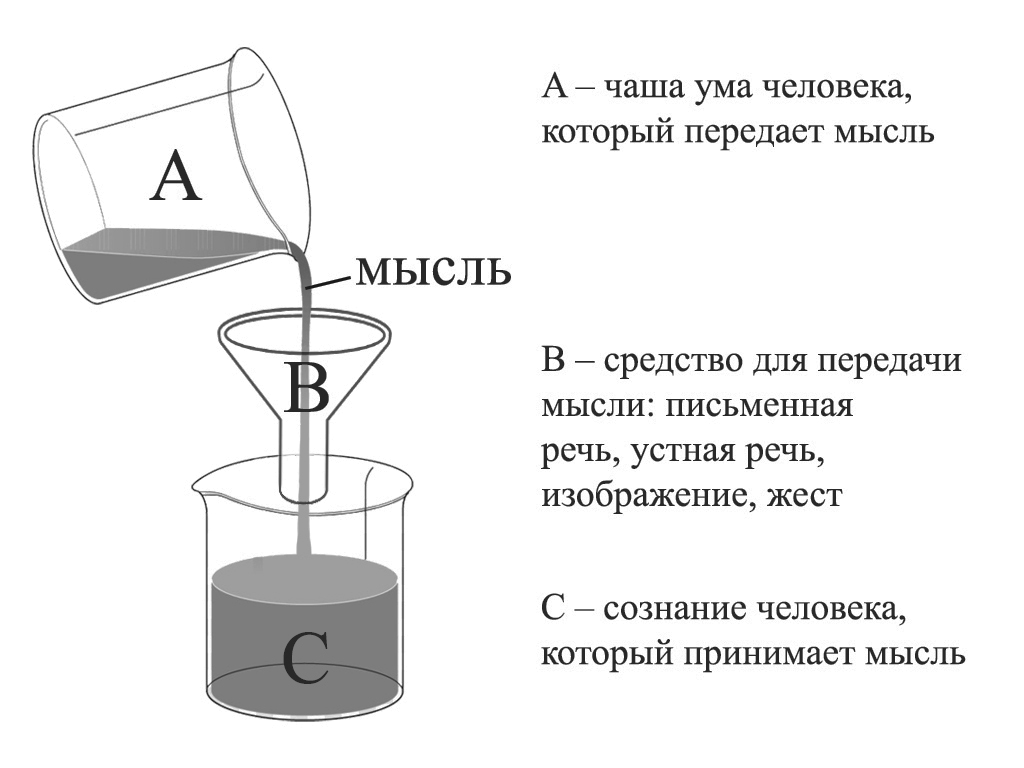 А – чаша ума человека,
который передает мысль
А
мысль
В – средство для передачи
мысли: письменная
речь, устная речь,
изображение, жест
В
С – сознание человека,
который принимает мысль
С